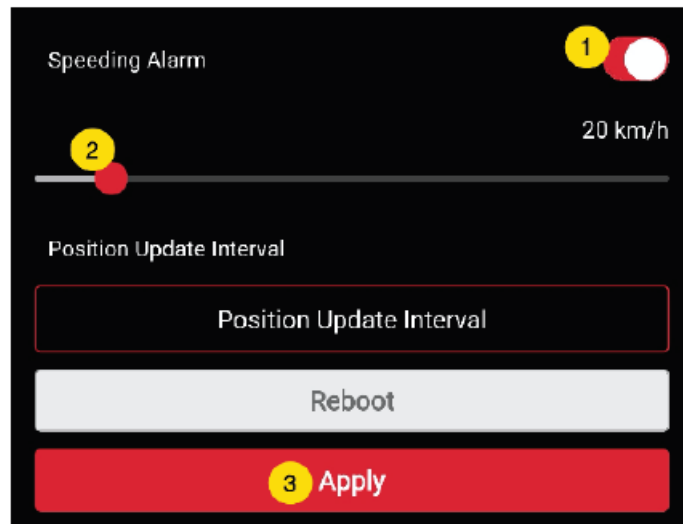 Speeding Alarm
1
20 km/h
2
Position Update Interval
Position Update Interval
Reboot
3 Apply